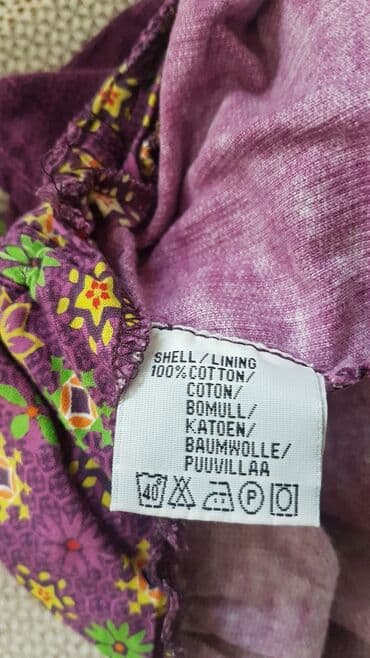 SHELL/LINING
100% COTTON/
COTON/
BOMULL/
KATOEN/
BAUMWOLLE/
PUUVILLAA
40° P